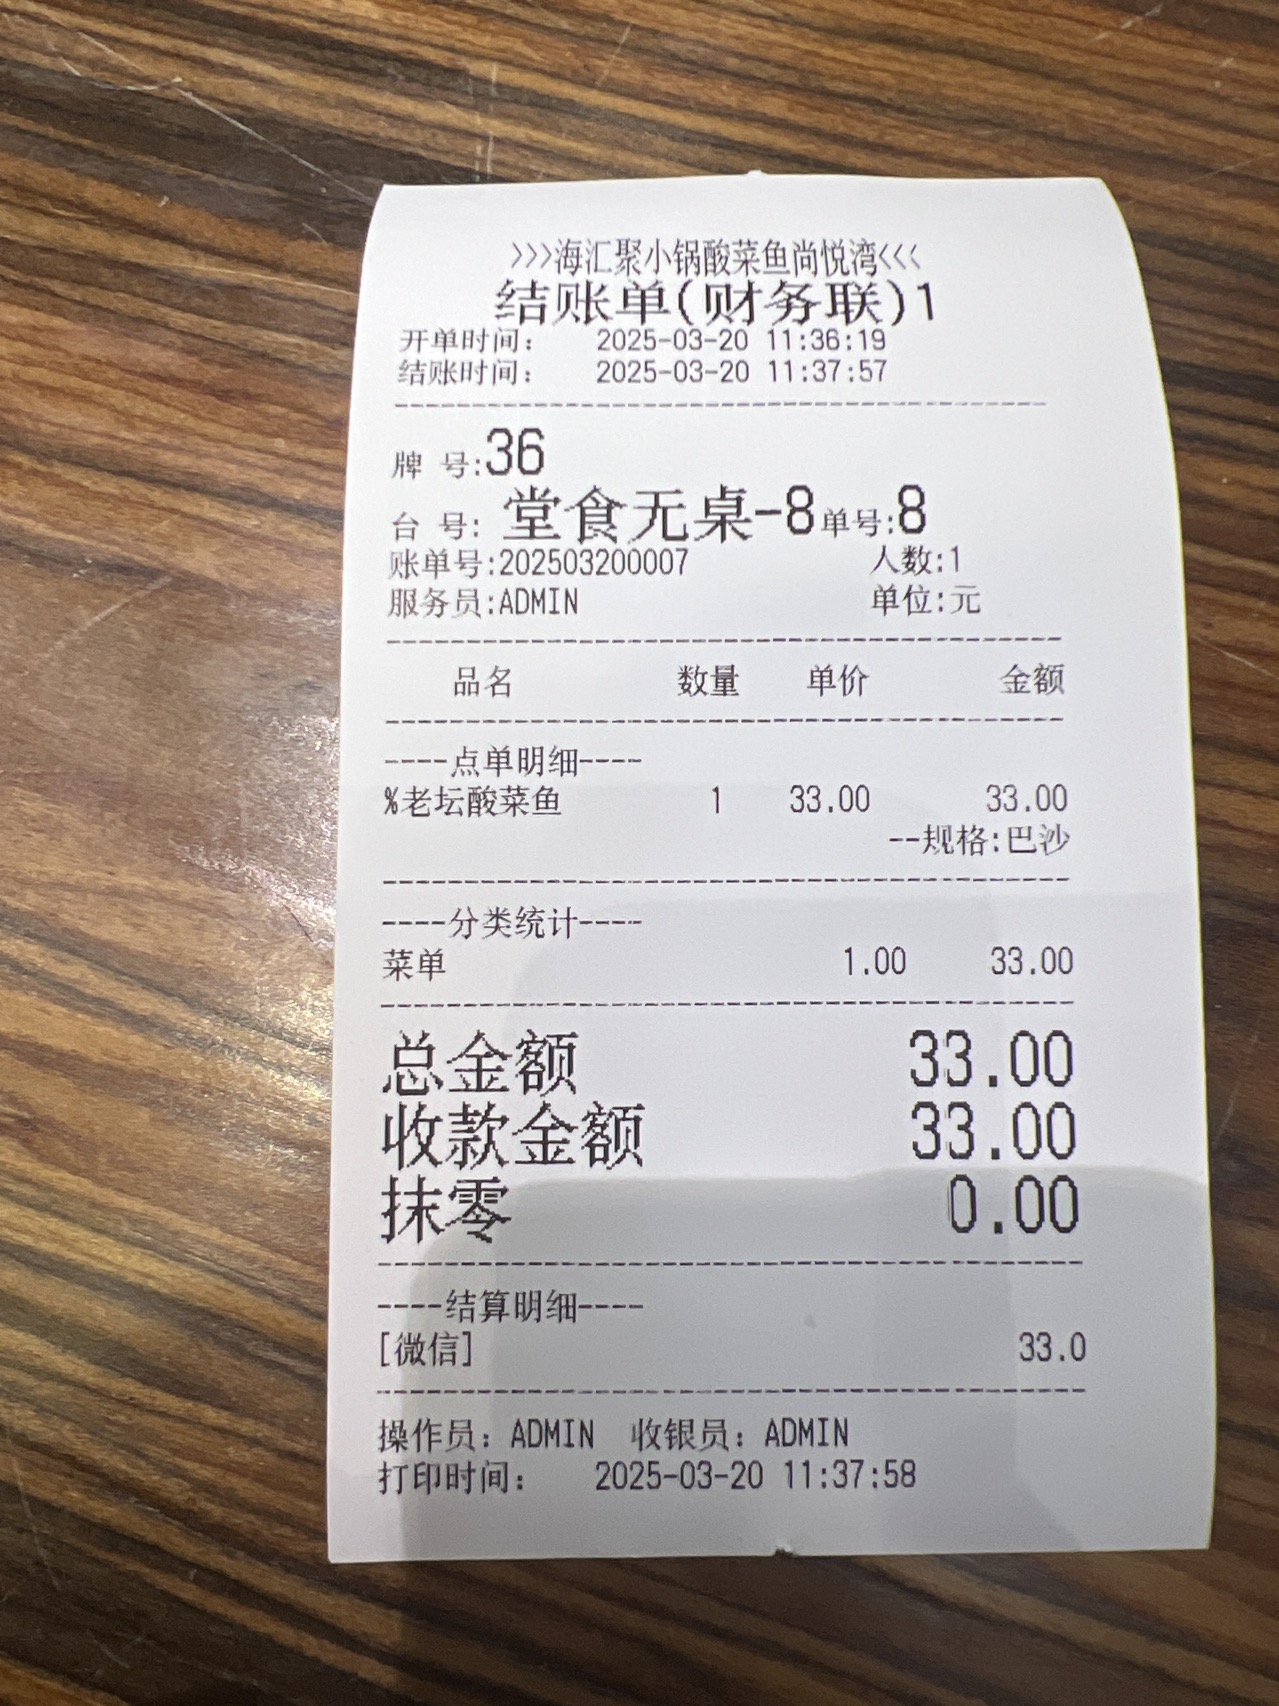 >>>海汇聚小锅酸菜鱼尚悦湾<<<
结账单(财务联)1
开单时间: 2025-03-20 11:36:19
结账时间: 2025-03-20 11:37:57
牌 号:36
台 号: 堂食无桌-8单号:8
账单号:202503200007 人数:1
服务员:ADMIN 单位:元
品名 数量 单价 金额
----点单明细----
%老坛酸菜鱼 1 33.00 33.00
--规格:巴沙
----分类统计----
菜单 1.00 33.00
总金额 33.00
收款金额 33.00
抹零 0.00
----结算明细----
[微信] 33.0
操作员: ADMIN 收银员: ADMIN
打印时间: 2025-03-20 11:37:58